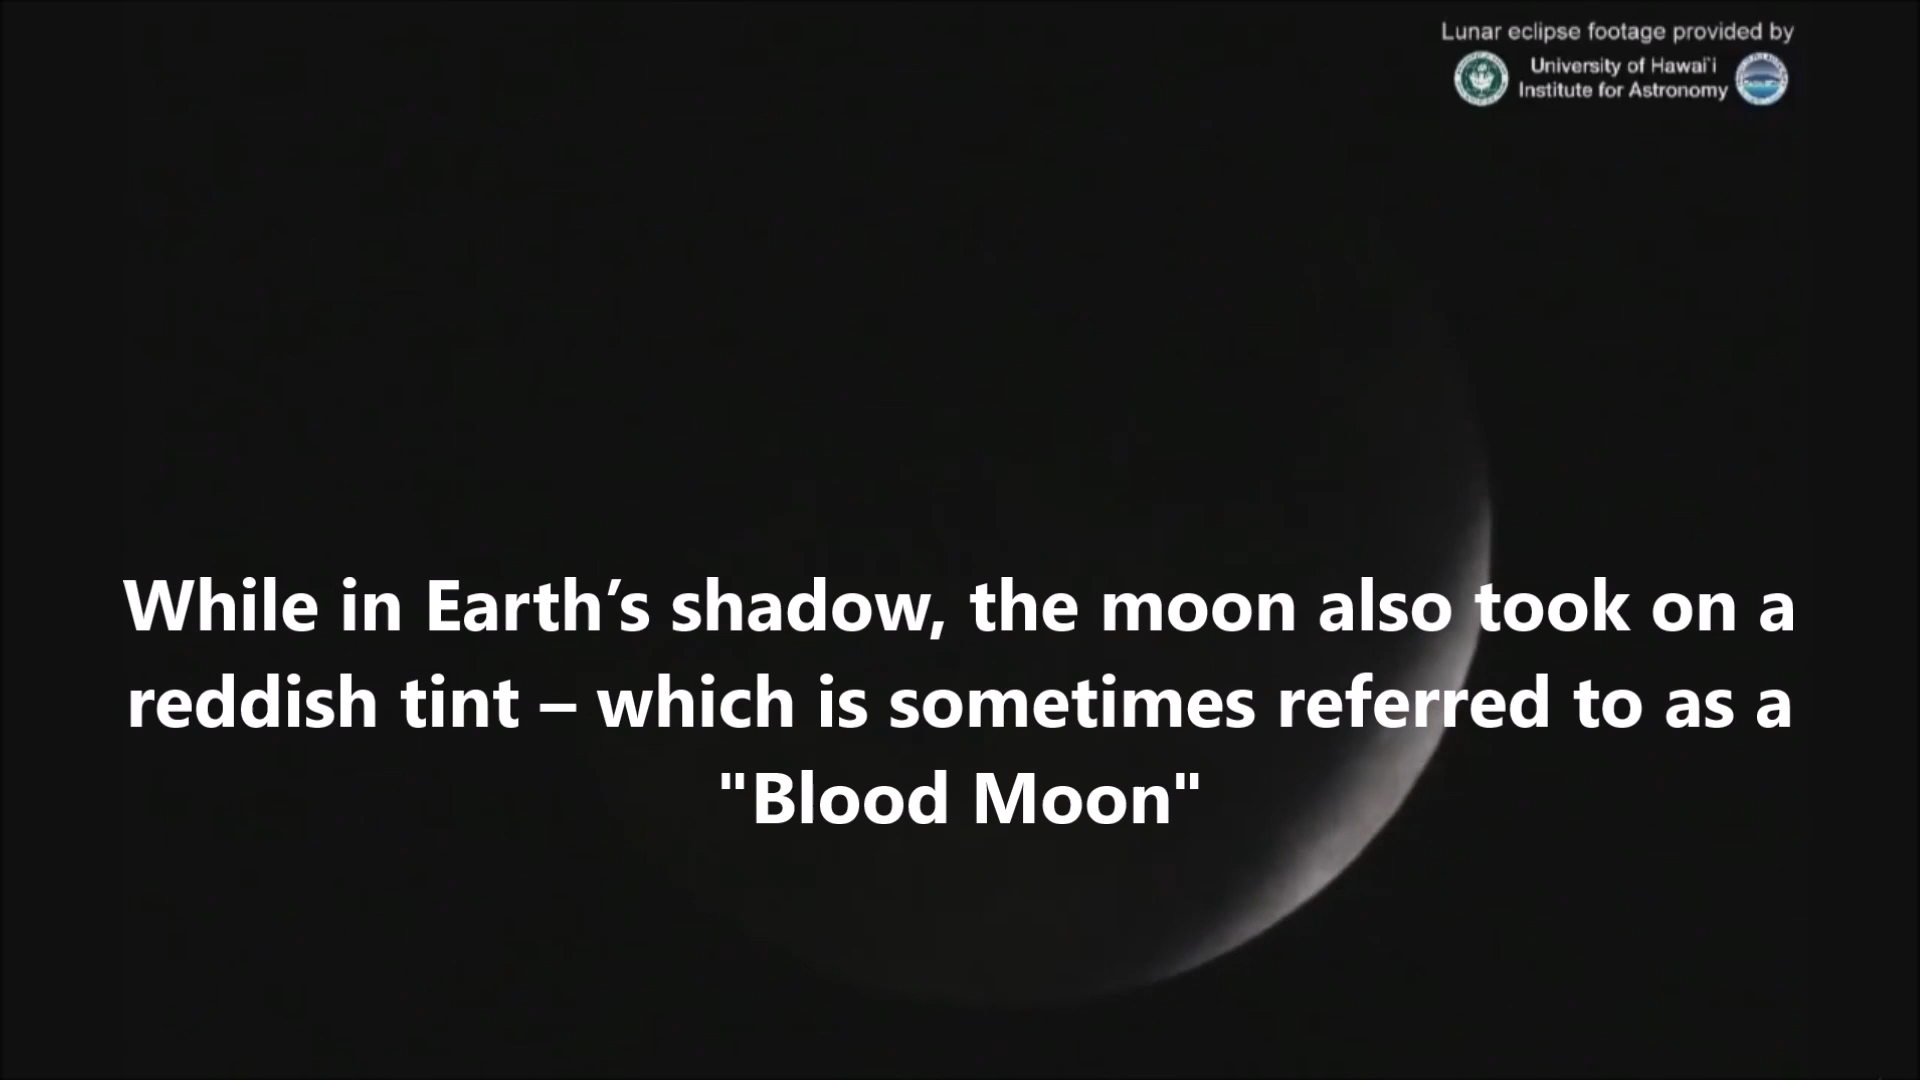 Lunar eclipse footage provided by
University of Hawai'i
Institute for Astronomy
While in Earth’s shadow, the moon also took on a
reddish tint – which is sometimes referred to as a
"Blood Moon"